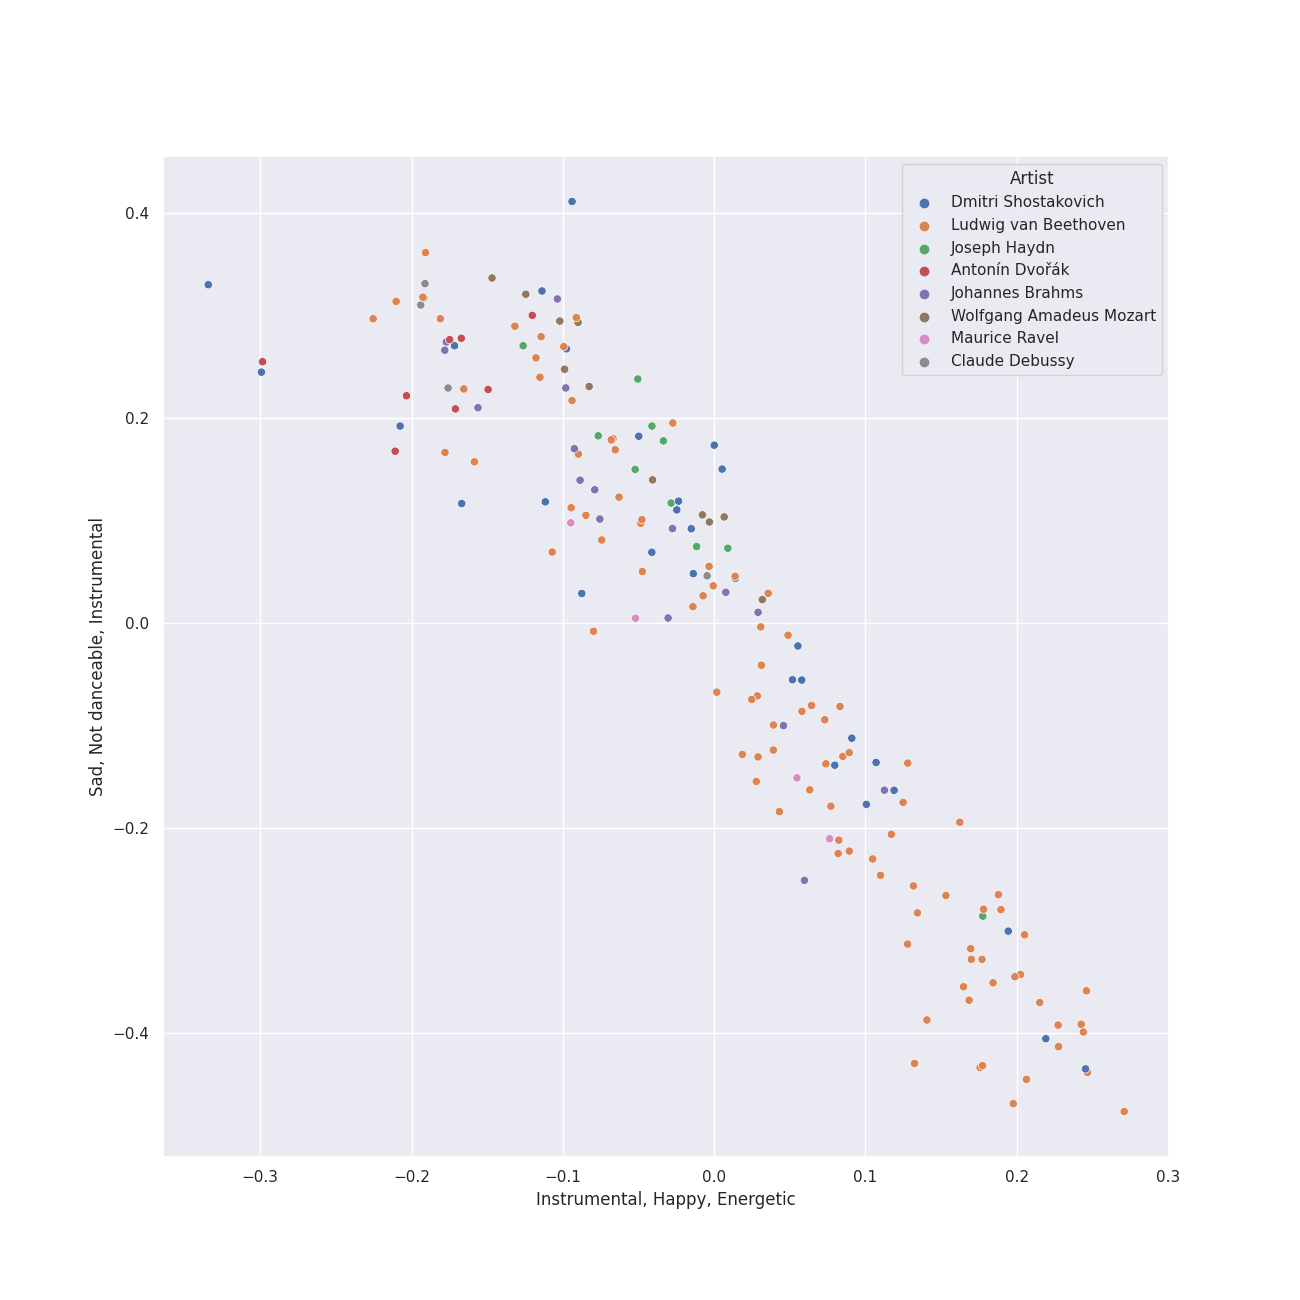 Artist
Dmitri Shostakovich
Ludwig van Beethoven
Joseph Haydn
Antonín Dvořák
Johannes Brahms
Wolfgang Amadeus Mozart
Maurice Ravel
Claude Debussy
0.4
0.2
0.0
−0.2
−0.4
Sad, Not danceable, Instrumental
−0.3 −0.2 −0.1 0.0 0.1 0.2 0.3
Instrumental, Happy, Energetic